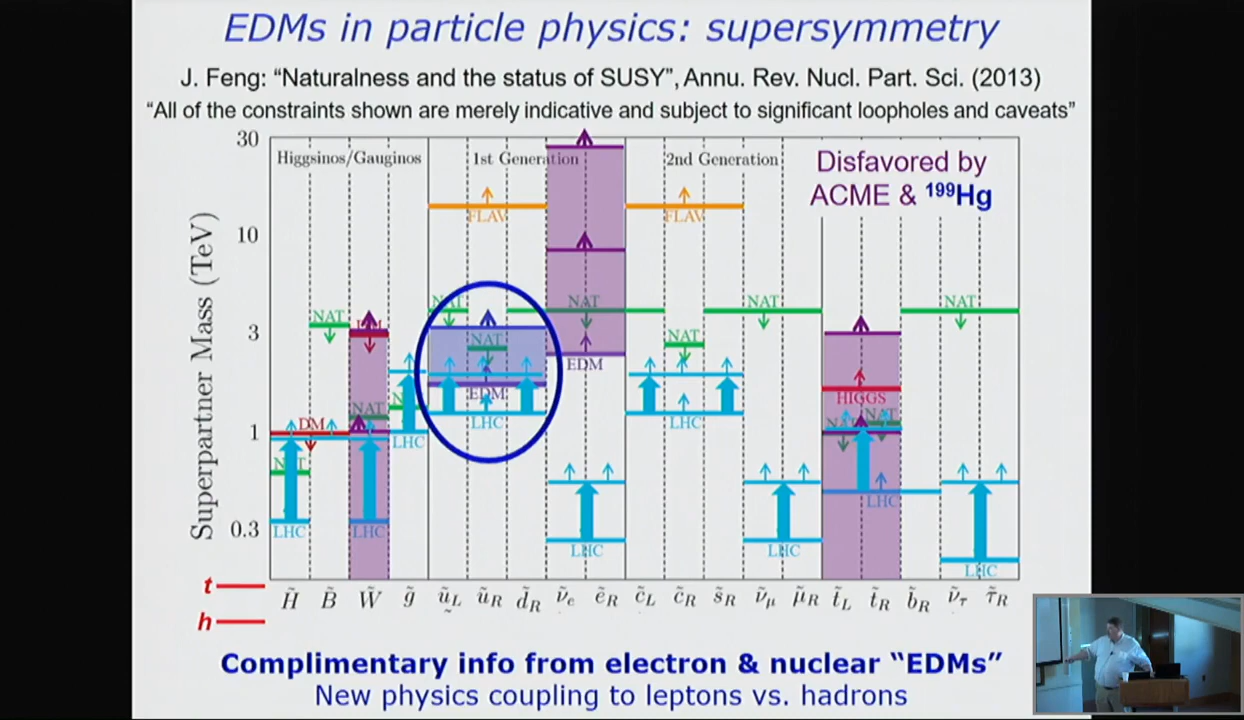 EDMs in particle physics: supersymmetry
J. Feng: “Naturalness and the status of SUSY”, Annu. Rev. Nucl. Part. Sci. (2013)
“All of the constraints shown are merely indicative and subject to significant loopholes and caveats”
Superpartner Mass (TeV)
30
10
3
1
0.3
Higgsinos/Gauginos
1st Generation
2nd Generation
Disfavored by
ACME & ¹⁹⁹Hg
FLAV
FLAV
NAT
NAT
NAT
NAT
NAT
NAT
NAT
EDM
EDM
HIGGS
DM
NAT
NAT
LHC
LHC
LHC
LHC
LHC
LHC
LHC
LHC
LHC
t
h
H̃ B̃ W̃ g̃ ũL ũR d̃R ν̃e ẽR c̃L c̃R s̃R ν̃μ μ̃R t̃L t̃R b̃R ν̃τ τ̃R
Complimentary info from electron & nuclear “EDMs”
New physics coupling to leptons vs. hadrons